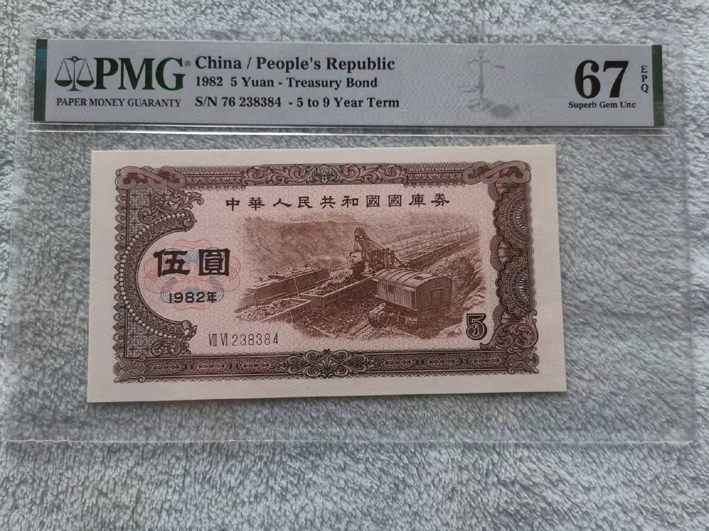 PMG®
PAPER MONEY GUARANTY
China / People's Republic
1982 5 Yuan - Treasury Bond
S/N 76 238384 - 5 to 9 Year Term
67
EPQ
Superb Gem Unc
中華人民共和國國庫券
伍圓
1982年
Ⅶ Ⅵ 238384
5